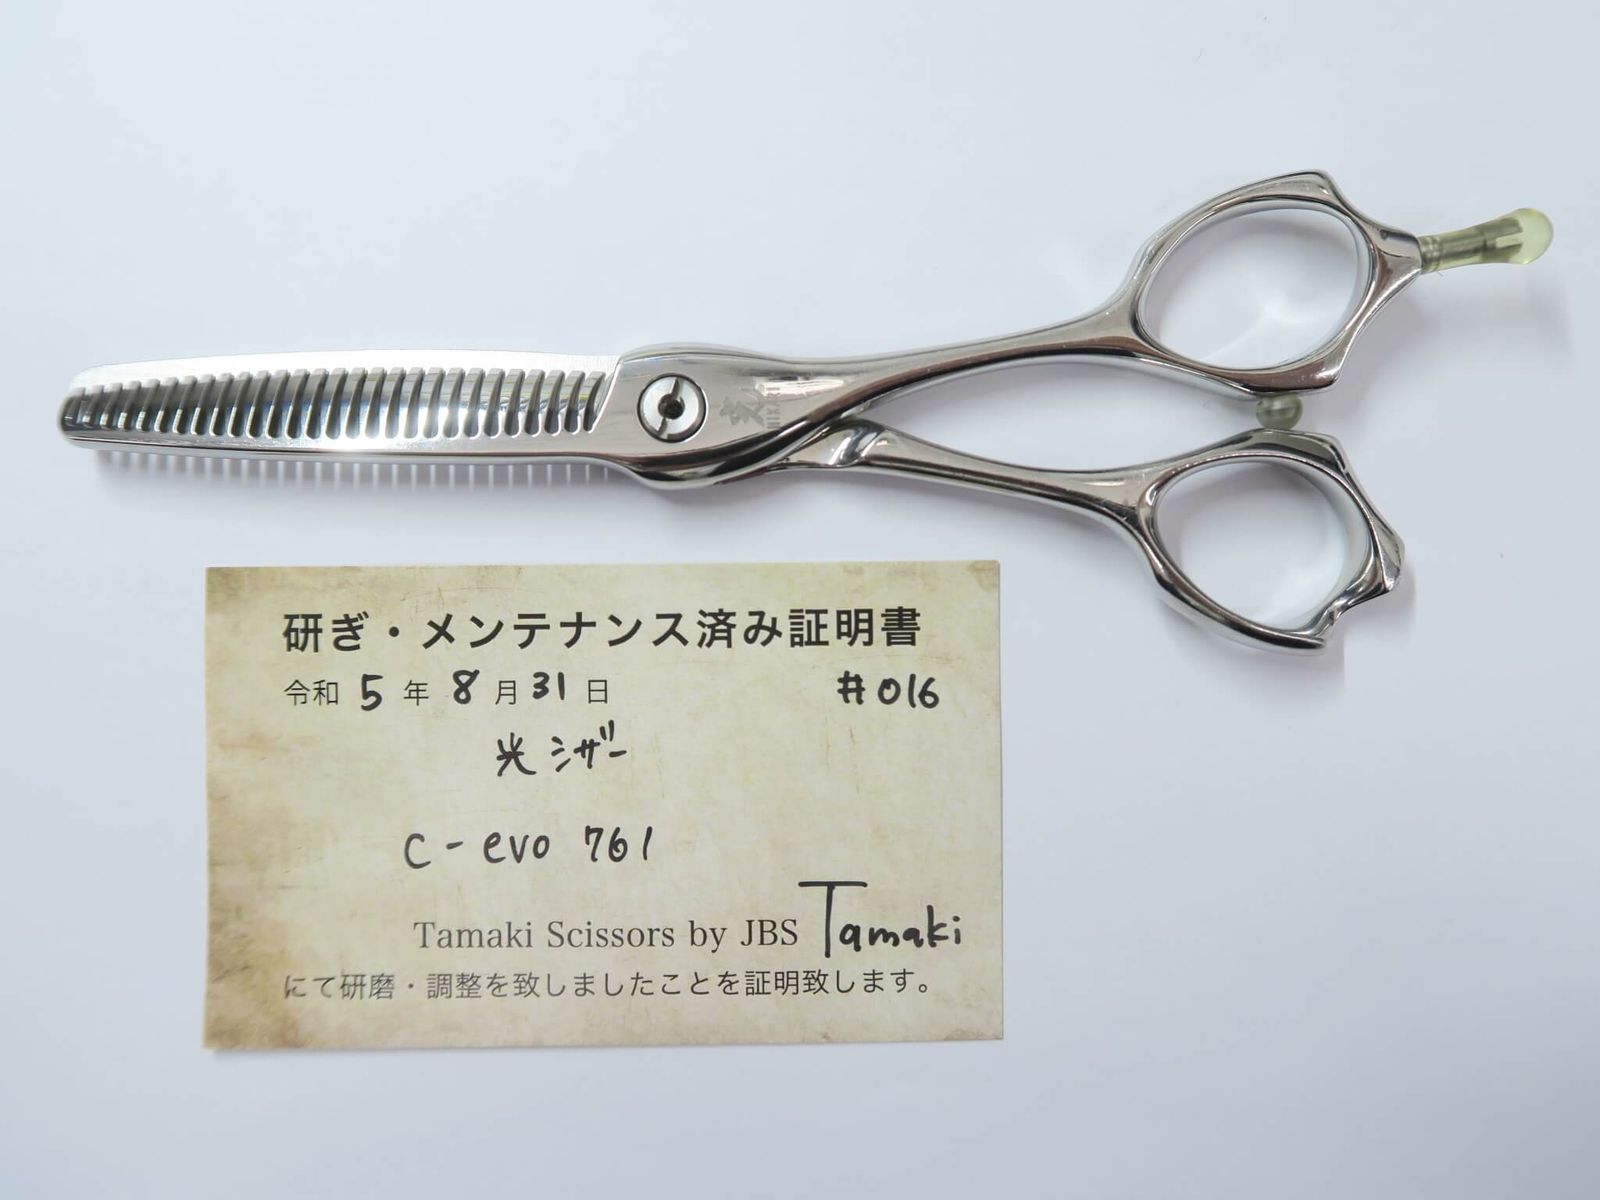 光
HIKARI
研ぎ・メンテナンス済み証明書
令和 5 年 8 月 31 日 #016
光 シザー
C-evo 761
Tamaki Scissors by JBS Tamaki
にて研磨・調整を致しましたことを証明致します。